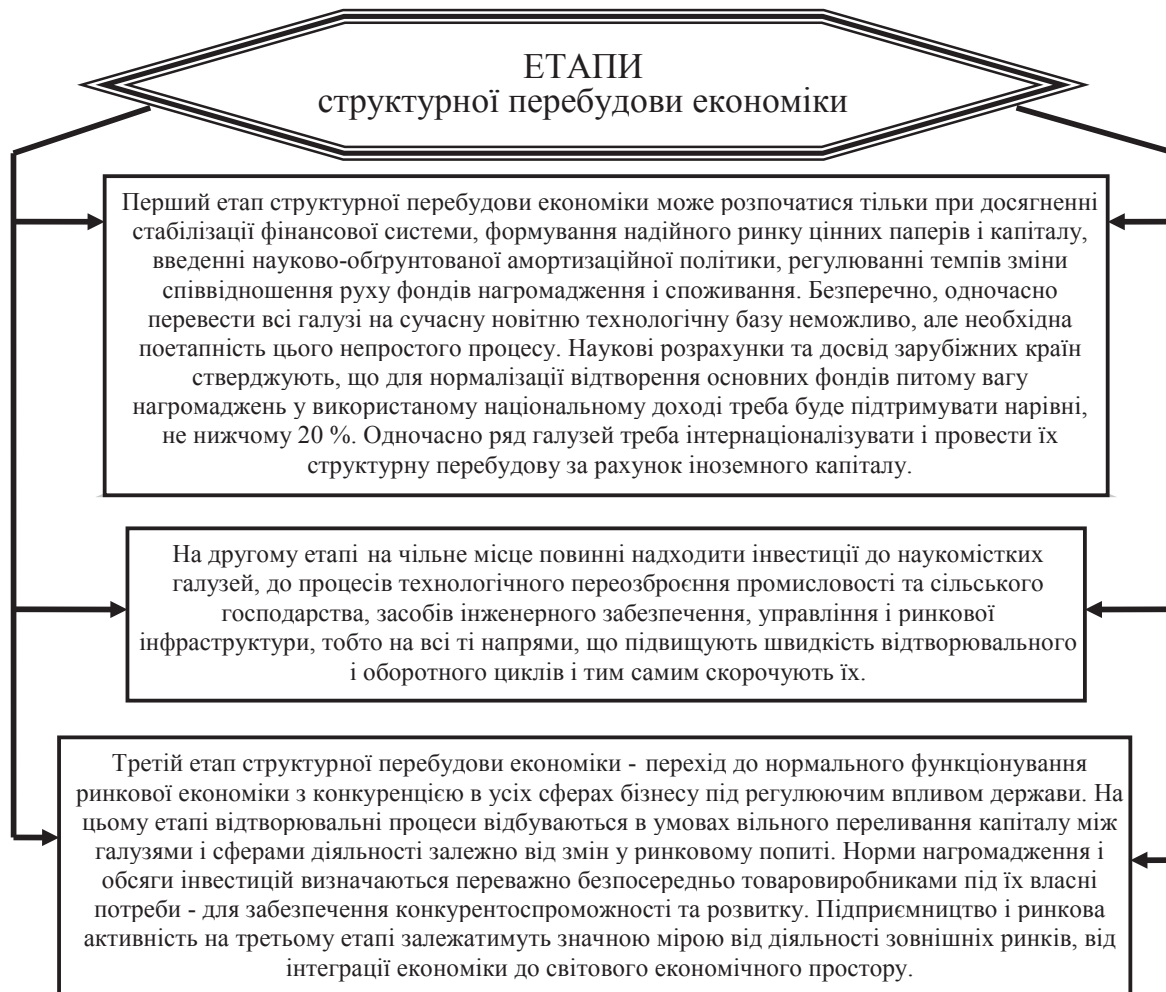 ЕТАПИ
структурної перебудови економіки
Перший етап структурної перебудови економіки може розпочатися тільки при досягненні
стабілізації фінансової системи, формування надійного ринку цінних паперів і капіталу,
введенні науково-обґрунтованої амортизаційної політики, регулюванні темпів зміни
співвідношення руху фондів нагромадження і споживання. Безперечно, одночасно
перевести всі галузі на сучасну новітню технологічну базу неможливо, але необхідна
поетапність цього непростого процесу. Наукові розрахунки та досвід зарубіжних країн
стверджують, що для нормалізації відтворення основних фондів питому вагу
нагромаджень у використаному національному доході треба буде підтримувати нарівні,
не нижчому 20 %. Одночасно ряд галузей треба інтернаціоналізувати і провести їх
структурну перебудову за рахунок іноземного капіталу.
На другому етапі на чільне місце повинні надходити інвестиції до наукомістких
галузей, до процесів технологічного переозброєння промисловості та сільського
господарства, засобів інженерного забезпечення, управління і ринкової
інфраструктури, тобто на всі ті напрями, що підвищують швидкість відтворювального
і оборотного циклів і тим самим скорочують їх.
Третій етап структурної перебудови економіки - перехід до нормального функціонування
ринкової економіки з конкуренцією в усіх сферах бізнесу під регулюючим впливом держави. На
цьому етапі відтворювальні процеси відбуваються в умовах вільного переливання капіталу між
галузями і сферами діяльності залежно від змін у ринковому попиті. Норми нагромадження і
обсяги інвестицій визначаються переважно безпосередньо товаровиробниками під їх власні
потреби - для забезпечення конкурентоспроможності та розвитку. Підприємництво і ринкова
активність на третьому етапі залежатимуть значною мірою від діяльності зовнішніх ринків, від
інтеграції економіки до світового економічного простору.